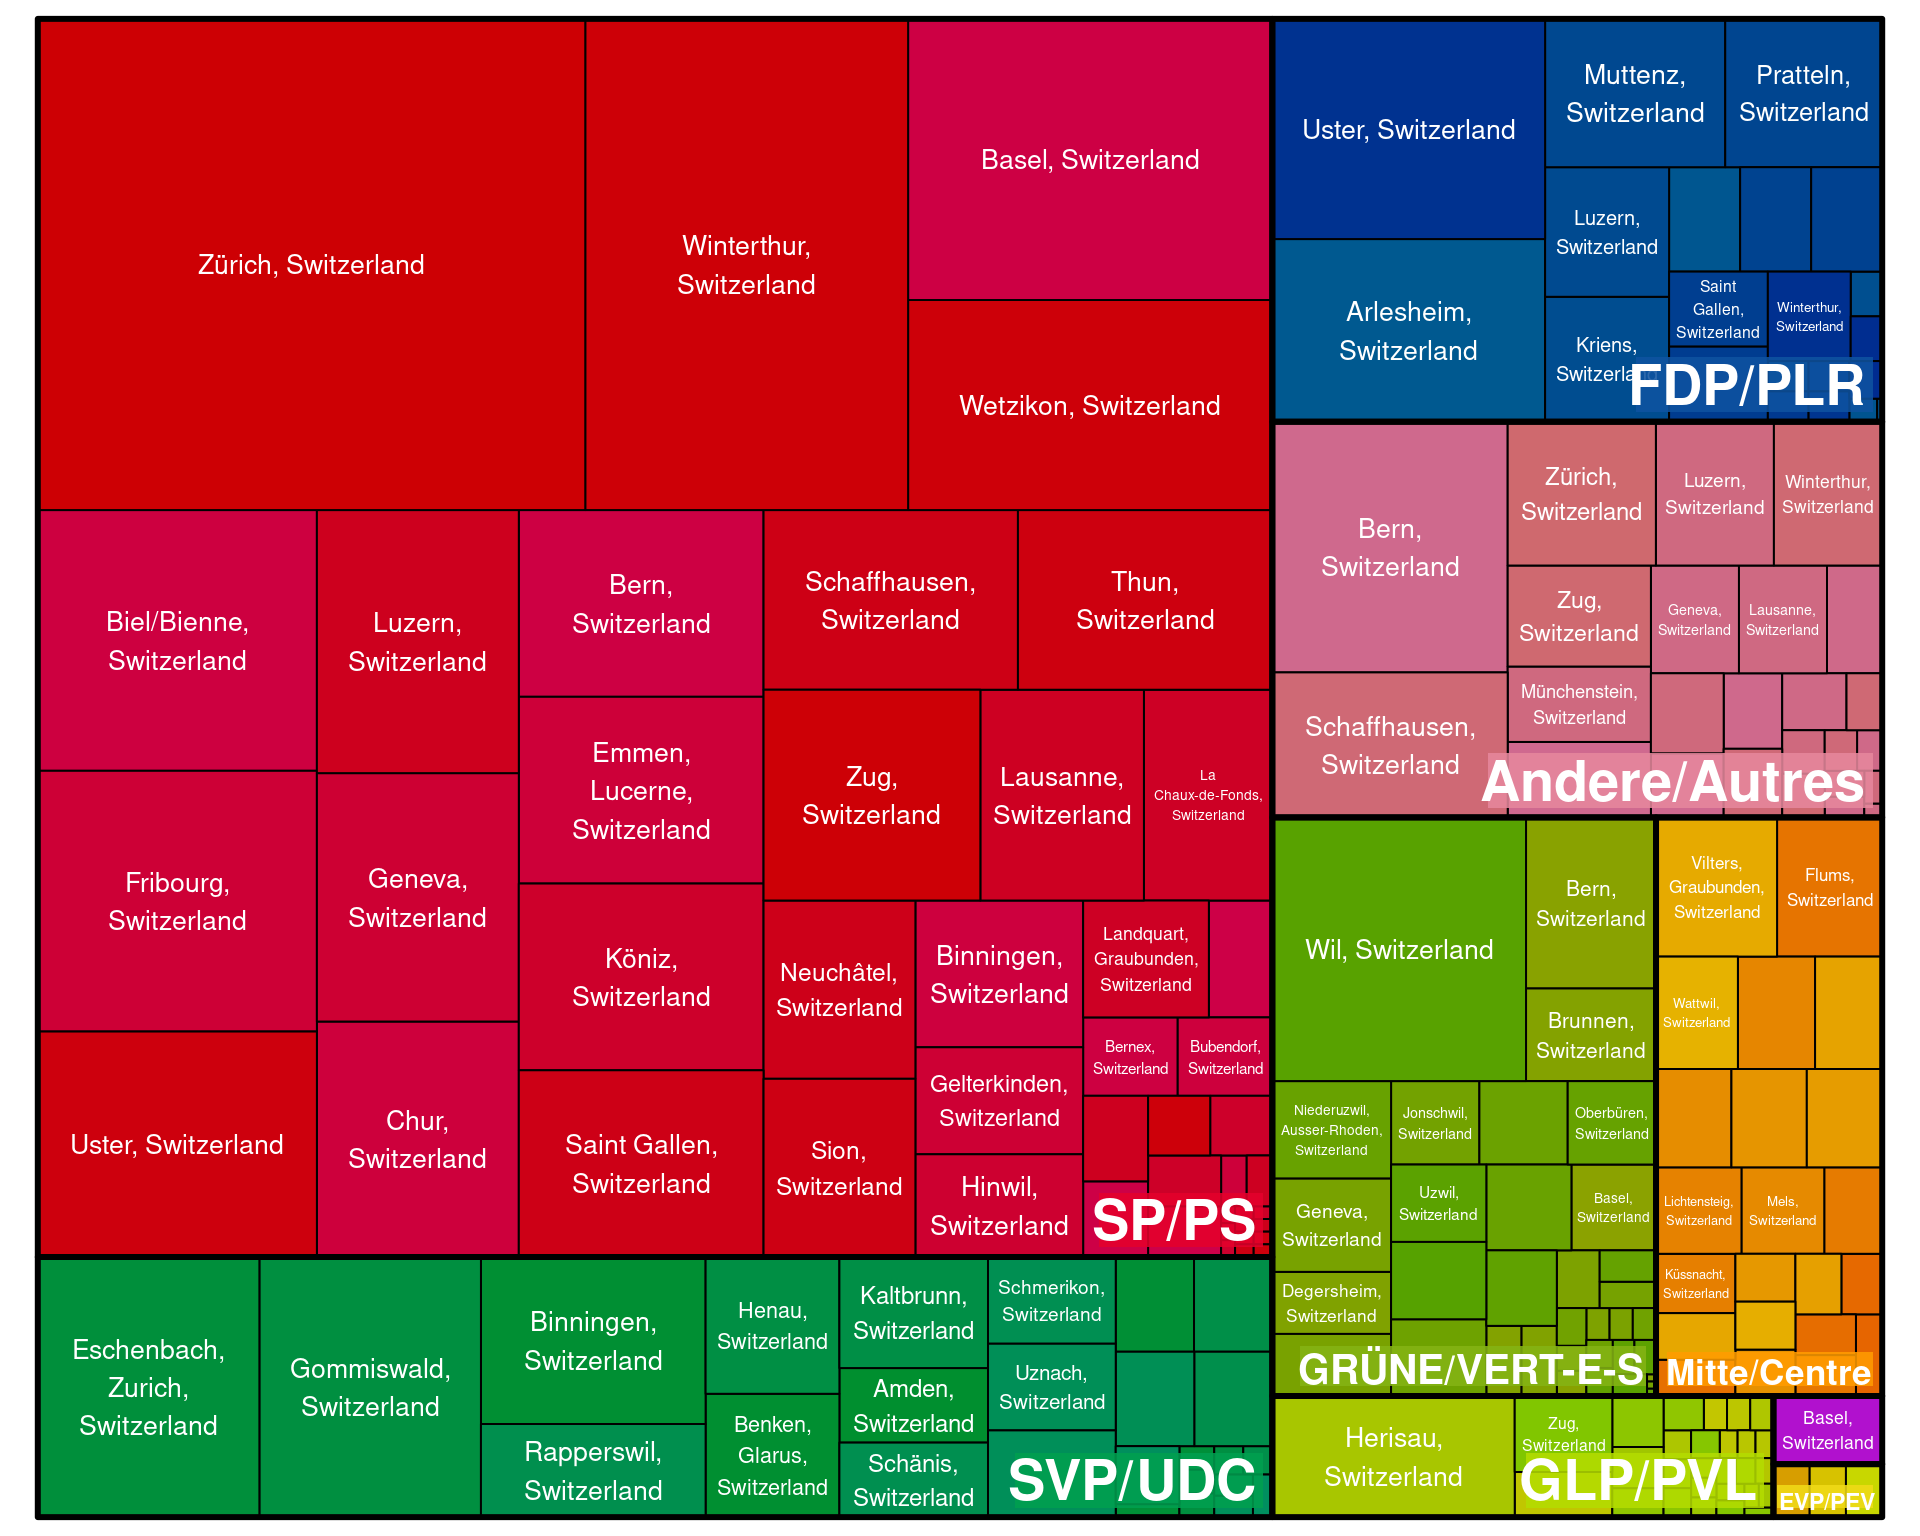 Zürich, Switzerland
Winterthur,
Switzerland
Basel, Switzerland
Wetzikon, Switzerland
Biel/Bienne,
Switzerland
Fribourg,
Switzerland
Uster, Switzerland
Luzern,
Switzerland
Geneva,
Switzerland
Chur,
Switzerland
Bern,
Switzerland
Emmen,
Lucerne,
Switzerland
Köniz,
Switzerland
Saint Gallen,
Switzerland
Schaffhausen,
Switzerland
Thun,
Switzerland
Zug,
Switzerland
Lausanne,
Switzerland
La
Chaux-de-Fonds,
Switzerland
Neuchâtel,
Switzerland
Sion,
Switzerland
Binningen,
Switzerland
Gelterkinden,
Switzerland
Hinwil,
Switzerland
Landquart,
Graubunden,
Switzerland
Bernex,
Switzerland
Bubendorf,
Switzerland
SP/PS
Eschenbach,
Zurich,
Switzerland
Gommiswald,
Switzerland
Binningen,
Switzerland
Rapperswil,
Switzerland
Henau,
Switzerland
Benken,
Glarus,
Switzerland
Kaltbrunn,
Switzerland
Amden,
Switzerland
Schänis,
Switzerland
Schmerikon,
Switzerland
Uznach,
Switzerland
SVP/UDC
Uster, Switzerland
Arlesheim,
Switzerland
Muttenz,
Switzerland
Pratteln,
Switzerland
Luzern,
Switzerland
Kriens,
Switzerland
Saint
Gallen,
Switzerland
Winterthur,
Switzerland
FDP/PLR
Bern,
Switzerland
Schaffhausen,
Switzerland
Zürich,
Switzerland
Luzern,
Switzerland
Winterthur,
Switzerland
Zug,
Switzerland
Geneva,
Switzerland
Lausanne,
Switzerland
Münchenstein,
Switzerland
Andere/Autres
Wil, Switzerland
Bern,
Switzerland
Brunnen,
Switzerland
Niederuzwil,
Ausser-Rhoden,
Switzerland
Jonschwil,
Switzerland
Oberbüren,
Switzerland
Geneva,
Switzerland
Uzwil,
Switzerland
Basel,
Switzerland
Degersheim,
Switzerland
GRÜNE/VERT-E-S
Vilters,
Graubunden,
Switzerland
Flums,
Switzerland
Wattwil,
Switzerland
Lichtensteig,
Switzerland
Mels,
Switzerland
Küssnacht,
Switzerland
Mitte/Centre
Herisau,
Switzerland
Zug,
Switzerland
GLP/PVL
Basel,
Switzerland
EVP/PEV